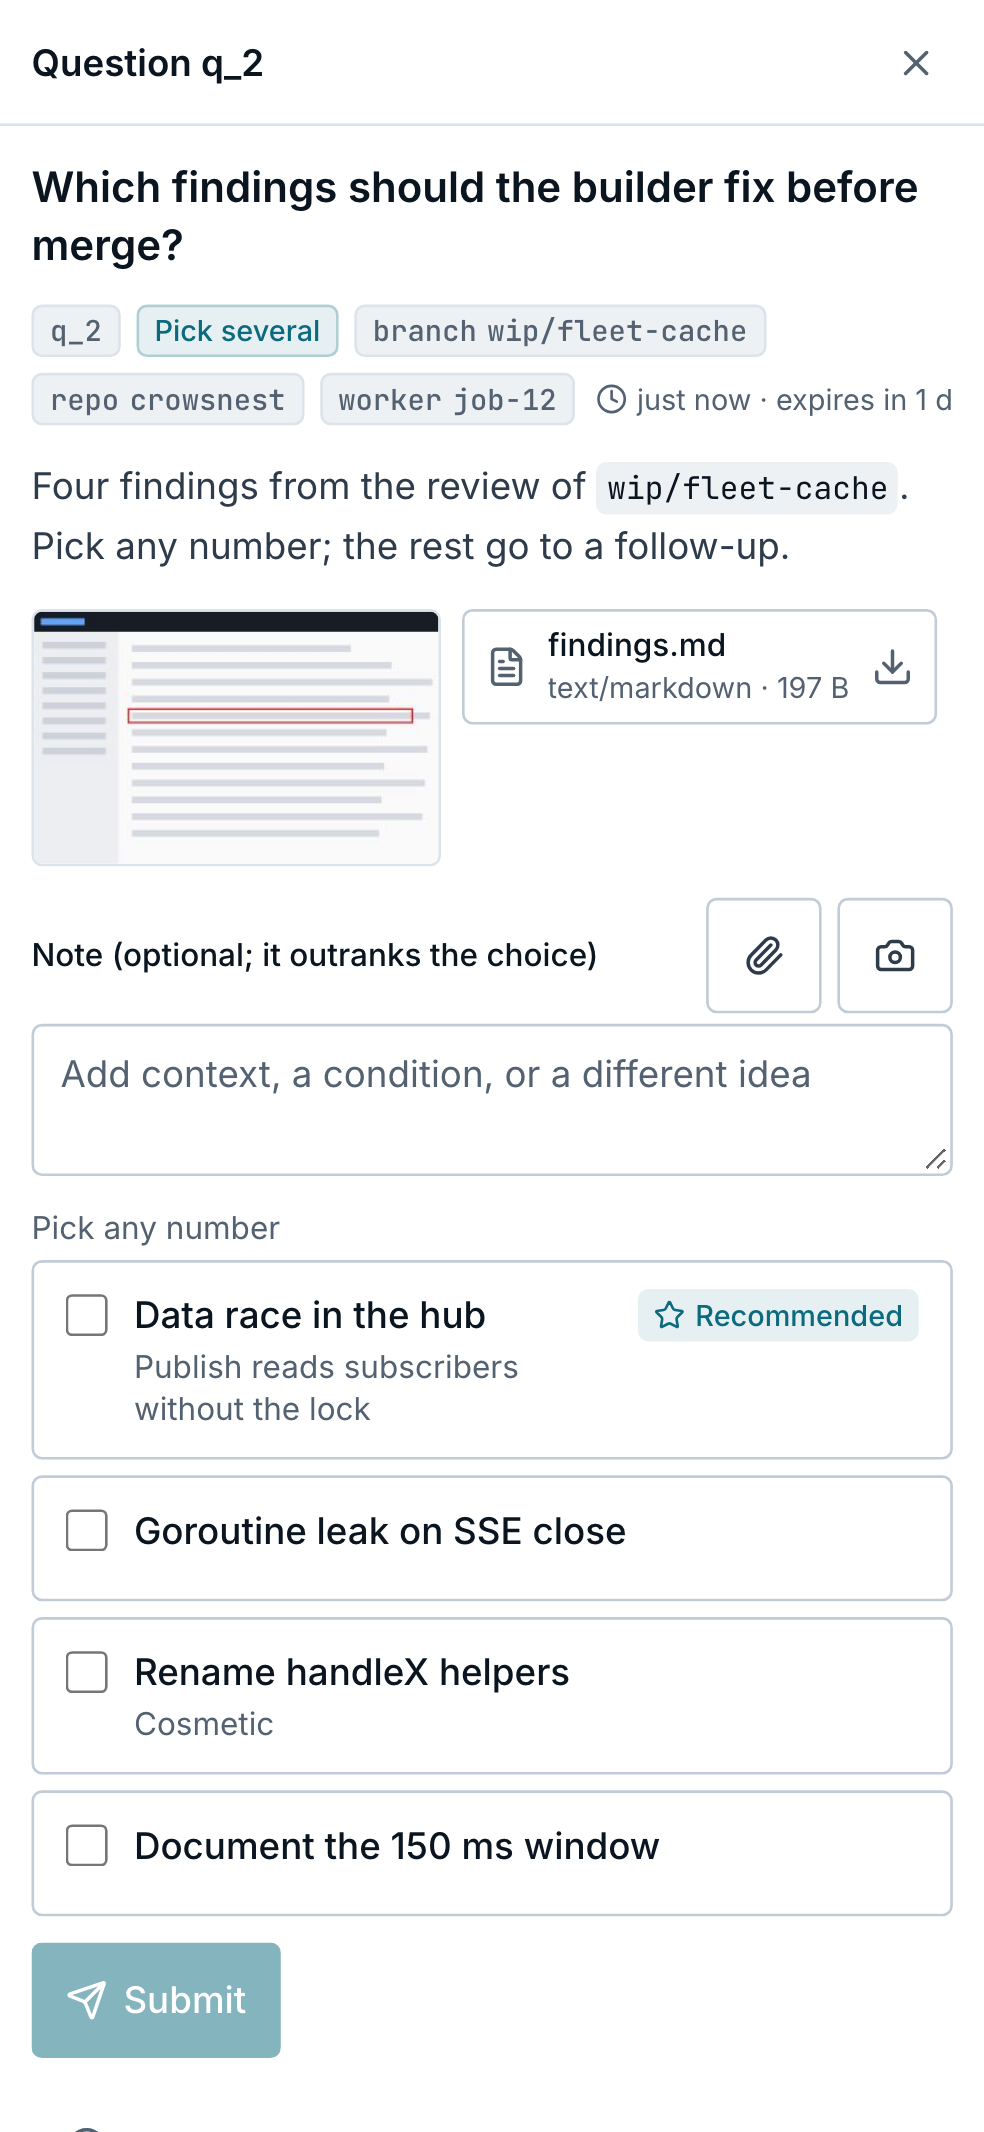 Question q_2
Which findings should the builder fix before
merge?
q_2 Pick several branch wip/fleet-cache
repo crowsnest worker job-12 just now · expires in 1 d
Four findings from the review of wip/fleet-cache.
Pick any number; the rest go to a follow-up.
findings.md
text/markdown · 197 B
Note (optional; it outranks the choice)
Add context, a condition, or a different idea
Pick any number
Data race in the hub Recommended
Publish reads subscribers
without the lock
Goroutine leak on SSE close
Rename handleX helpers
Cosmetic
Document the 150 ms window
Submit